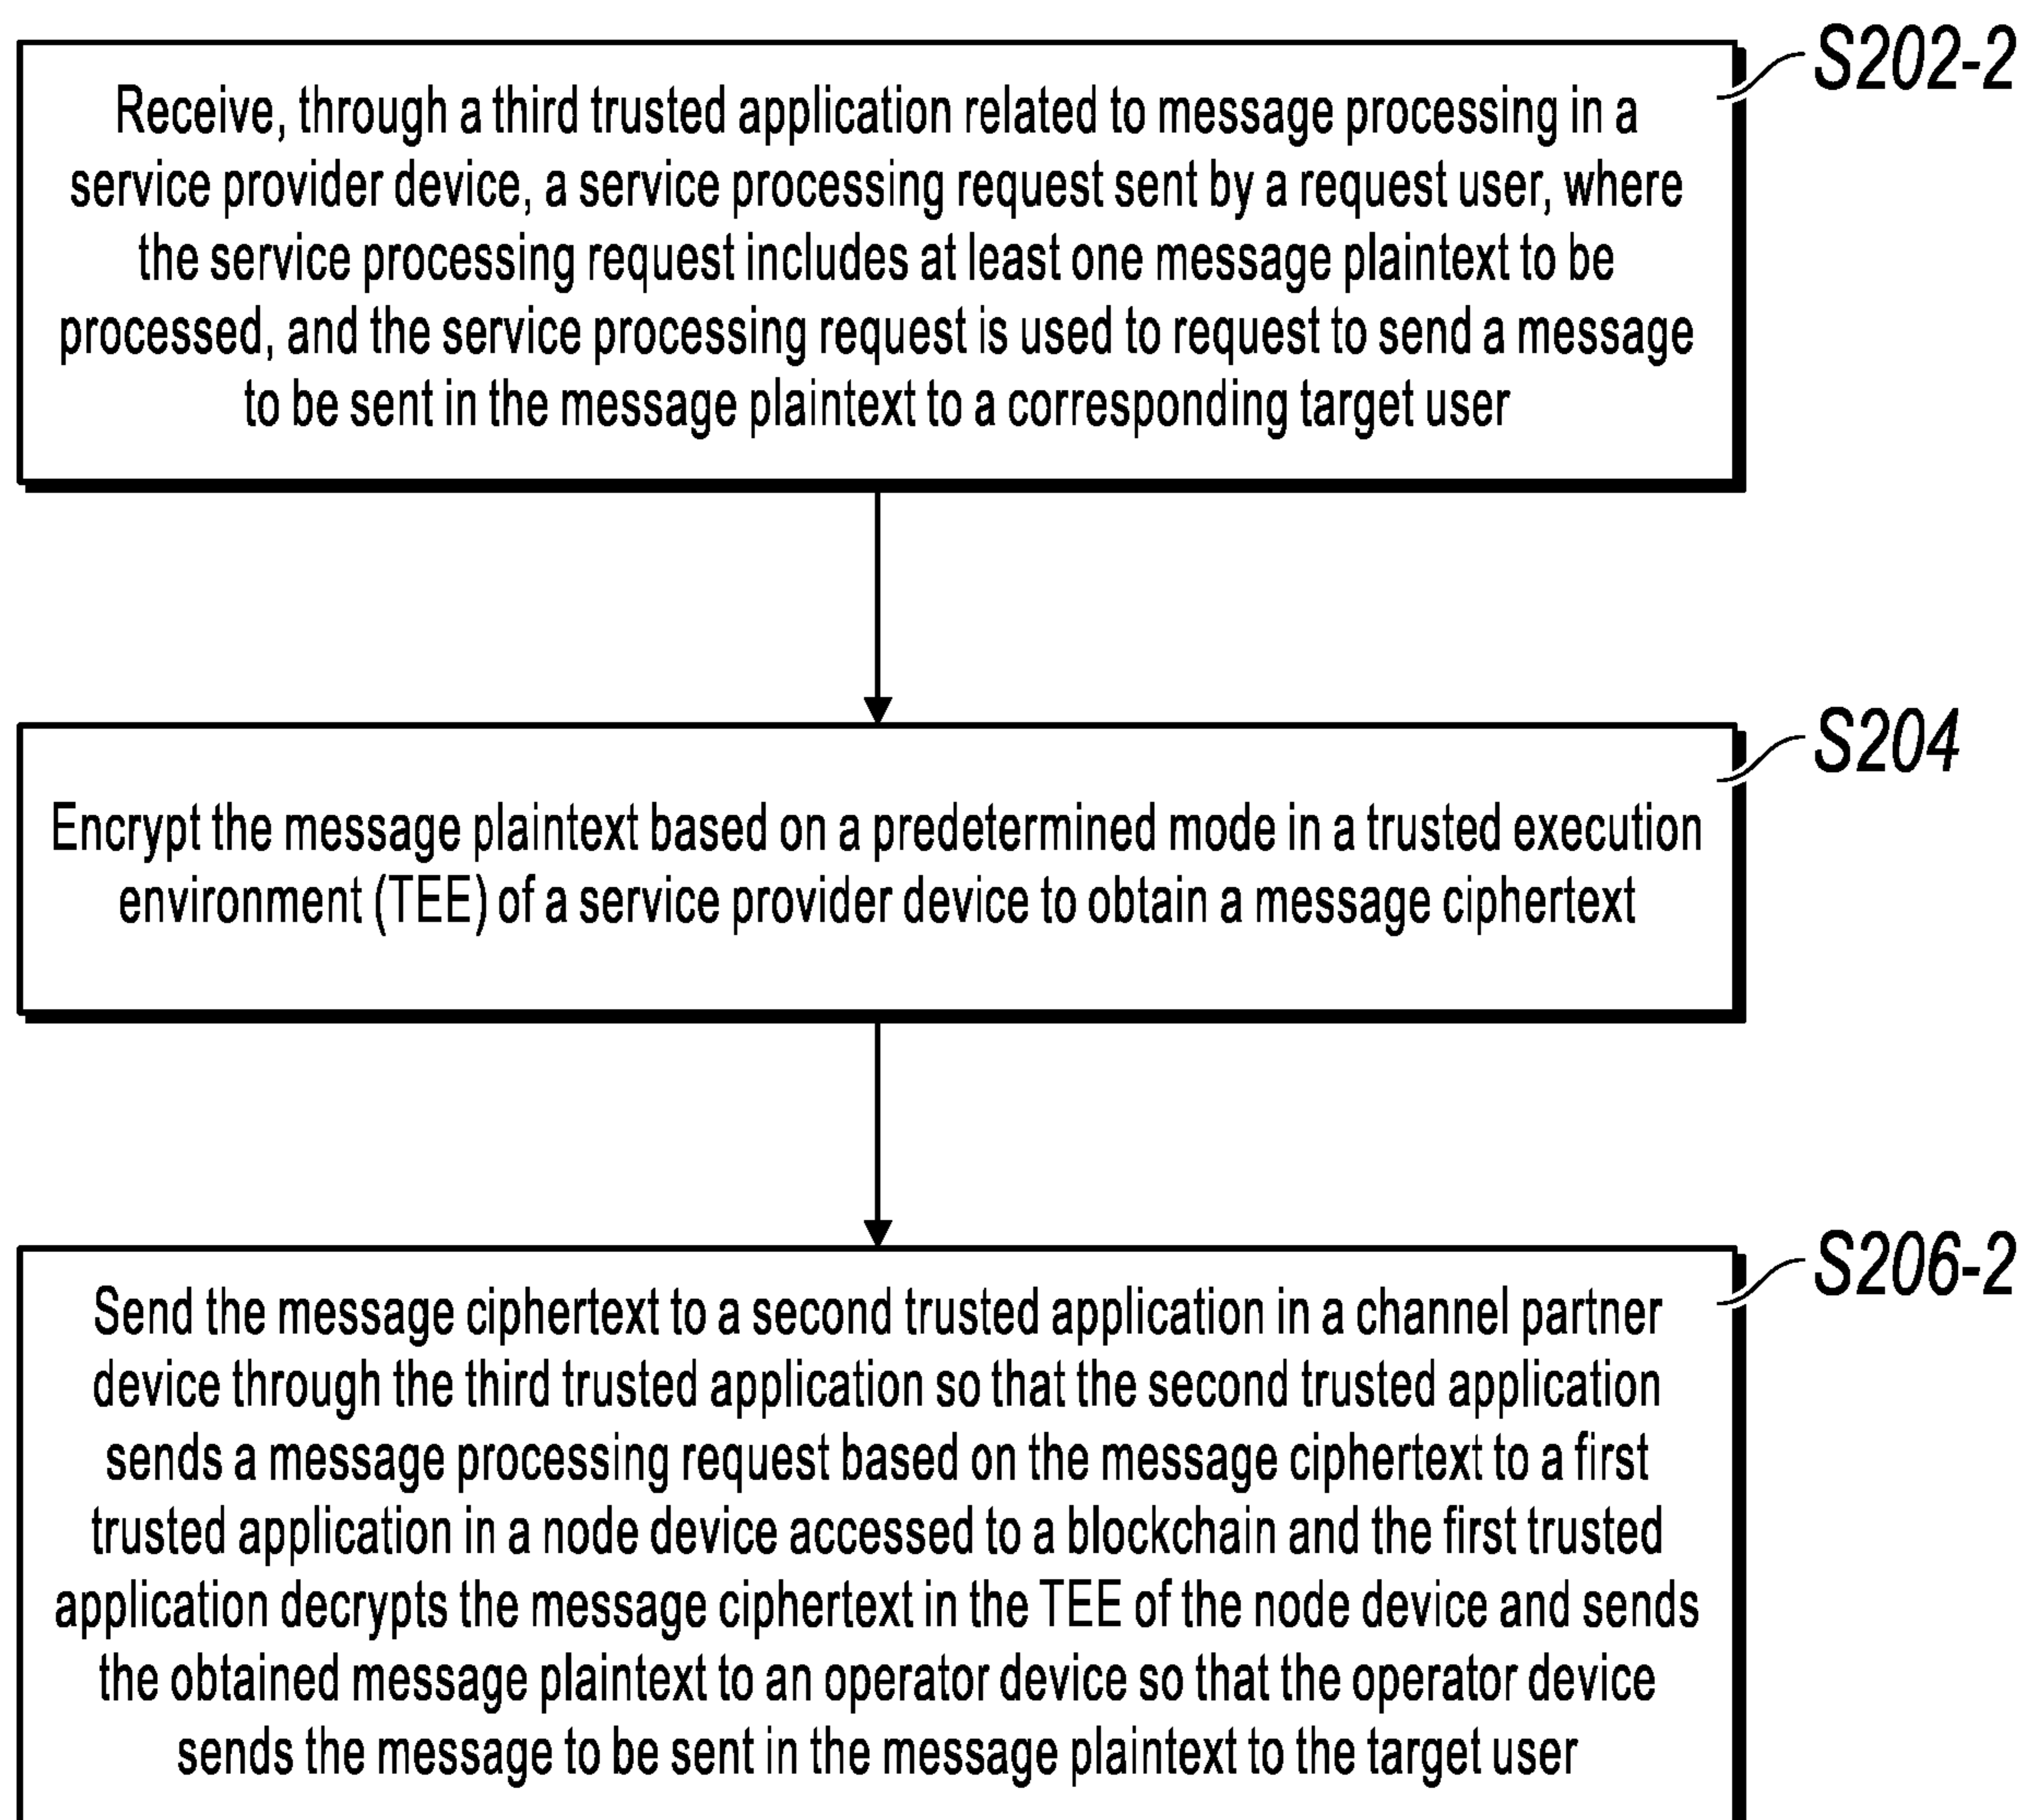 S202-2
Receive, through a third trusted application related to message processing in a
service provider device, a service processing request sent by a request user, where
the service processing request includes at least one message plaintext to be
processed, and the service processing request is used to request to send a message
to be sent in the message plaintext to a corresponding target user
S204
Encrypt the message plaintext based on a predetermined mode in a trusted execution
environment (TEE) of a service provider device to obtain a message ciphertext
S206-2
Send the message ciphertext to a second trusted application in a channel partner
device through the third trusted application so that the second trusted application
sends a message processing request based on the message ciphertext to a first
trusted application in a node device accessed to a blockchain and the first trusted
application decrypts the message ciphertext in the TEE of the node device and sends
the obtained message plaintext to an operator device so that the operator device
sends the message to be sent in the message plaintext to the target user